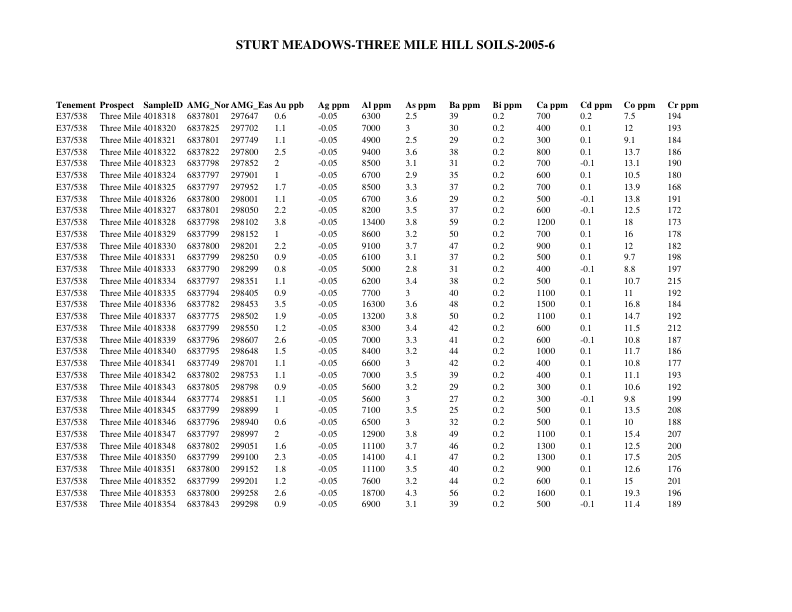 STURT MEADOWS-THREE MILE HILL SOILS-2005-6
Tenement Prospect SampleID AMG_Nor AMG_Eas Au ppb Ag ppm Al ppm As ppm Ba ppm Bi ppm Ca ppm Cd ppm Co ppm Cr ppm
E37/538 Three Mile 4018318 6837801 297647 0.6 -0.05 6300 2.5 39 0.2 700 0.2 7.5 194
E37/538 Three Mile 4018320 6837825 297702 1.1 -0.05 7000 3 30 0.2 400 0.1 12 193
E37/538 Three Mile 4018321 6837801 297749 1.1 -0.05 4900 2.5 29 0.2 300 0.1 9.1 184
E37/538 Three Mile 4018322 6837822 297800 2.5 -0.05 9400 3.6 38 0.2 800 0.1 13.7 186
E37/538 Three Mile 4018323 6837798 297852 2 -0.05 8500 3.1 31 0.2 700 -0.1 13.1 190
E37/538 Three Mile 4018324 6837797 297901 1 -0.05 6700 2.9 35 0.2 600 0.1 10.5 180
E37/538 Three Mile 4018325 6837797 297952 1.7 -0.05 8500 3.3 37 0.2 700 0.1 13.9 168
E37/538 Three Mile 4018326 6837800 298001 1.1 -0.05 6700 3.6 29 0.2 500 -0.1 13.8 191
E37/538 Three Mile 4018327 6837801 298050 2.2 -0.05 8200 3.5 37 0.2 600 -0.1 12.5 172
E37/538 Three Mile 4018328 6837798 298102 3.8 -0.05 13400 3.8 59 0.2 1200 0.1 18 173
E37/538 Three Mile 4018329 6837799 298152 1 -0.05 8600 3.2 50 0.2 700 0.1 16 178
E37/538 Three Mile 4018330 6837800 298201 2.2 -0.05 9100 3.7 47 0.2 900 0.1 12 182
E37/538 Three Mile 4018331 6837799 298250 0.9 -0.05 6100 3.1 37 0.2 500 0.1 9.7 198
E37/538 Three Mile 4018333 6837790 298299 0.8 -0.05 5000 2.8 31 0.2 400 -0.1 8.8 197
E37/538 Three Mile 4018334 6837797 298351 1.1 -0.05 6200 3.4 38 0.2 500 0.1 10.7 215
E37/538 Three Mile 4018335 6837794 298405 0.9 -0.05 7700 3 40 0.2 1100 0.1 11 192
E37/538 Three Mile 4018336 6837782 298453 3.5 -0.05 16300 3.6 48 0.2 1500 0.1 16.8 184
E37/538 Three Mile 4018337 6837775 298502 1.9 -0.05 13200 3.8 50 0.2 1100 0.1 14.7 192
E37/538 Three Mile 4018338 6837799 298550 1.2 -0.05 8300 3.4 42 0.2 600 0.1 11.5 212
E37/538 Three Mile 4018339 6837796 298607 2.6 -0.05 7000 3.3 41 0.2 600 -0.1 10.8 187
E37/538 Three Mile 4018340 6837795 298648 1.5 -0.05 8400 3.2 44 0.2 1000 0.1 11.7 186
E37/538 Three Mile 4018341 6837749 298701 1.1 -0.05 6600 3 42 0.2 400 0.1 10.8 177
E37/538 Three Mile 4018342 6837802 298753 1.1 -0.05 7000 3.5 39 0.2 400 0.1 11.1 193
E37/538 Three Mile 4018343 6837805 298798 0.9 -0.05 5600 3.2 29 0.2 300 0.1 10.6 192
E37/538 Three Mile 4018344 6837774 298851 1.1 -0.05 5600 3 27 0.2 300 -0.1 9.8 199
E37/538 Three Mile 4018345 6837799 298899 1 -0.05 7100 3.5 25 0.2 500 0.1 13.5 208
E37/538 Three Mile 4018346 6837796 298940 0.6 -0.05 6500 3 32 0.2 500 0.1 10 188
E37/538 Three Mile 4018347 6837797 298997 2 -0.05 12900 3.8 49 0.2 1100 0.1 15.4 207
E37/538 Three Mile 4018348 6837802 299051 1.6 -0.05 11100 3.7 46 0.2 1300 0.1 12.5 200
E37/538 Three Mile 4018350 6837799 299100 2.3 -0.05 14100 4.1 47 0.2 1300 0.1 17.5 205
E37/538 Three Mile 4018351 6837800 299152 1.8 -0.05 11100 3.5 40 0.2 900 0.1 12.6 176
E37/538 Three Mile 4018352 6837799 299201 1.2 -0.05 7600 3.2 44 0.2 600 0.1 15 201
E37/538 Three Mile 4018353 6837800 299258 2.6 -0.05 18700 4.3 56 0.2 1600 0.1 19.3 196
E37/538 Three Mile 4018354 6837843 299298 0.9 -0.05 6900 3.1 39 0.2 500 -0.1 11.4 189